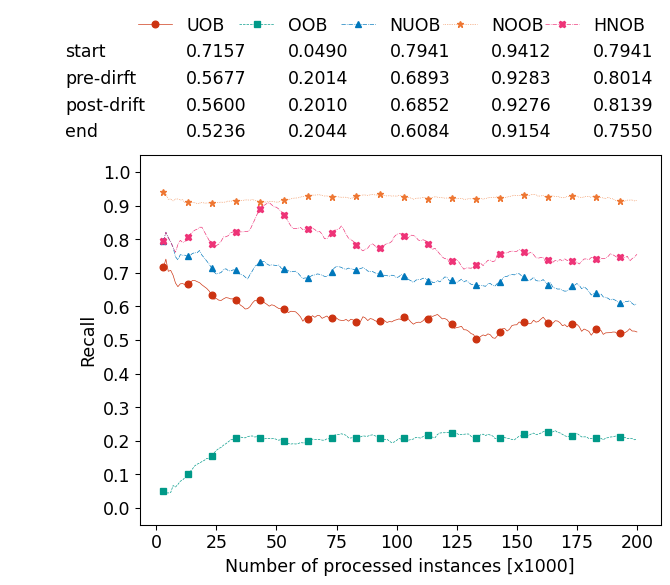 UOB OOB NUOB NOOB HNOB
start 0.7157 0.0490 0.7941 0.9412 0.7941
pre-dirft 0.5677 0.2014 0.6893 0.9283 0.8014
post-drift 0.5600 0.2010 0.6852 0.9276 0.8139
end 0.5236 0.2044 0.6084 0.9154 0.7550
1.0
0.9
0.8
0.7
0.6
0.5
0.4
0.3
0.2
0.1
0.0
Recall
0 25 50 75 100 125 150 175 200
Number of processed instances [x1000]